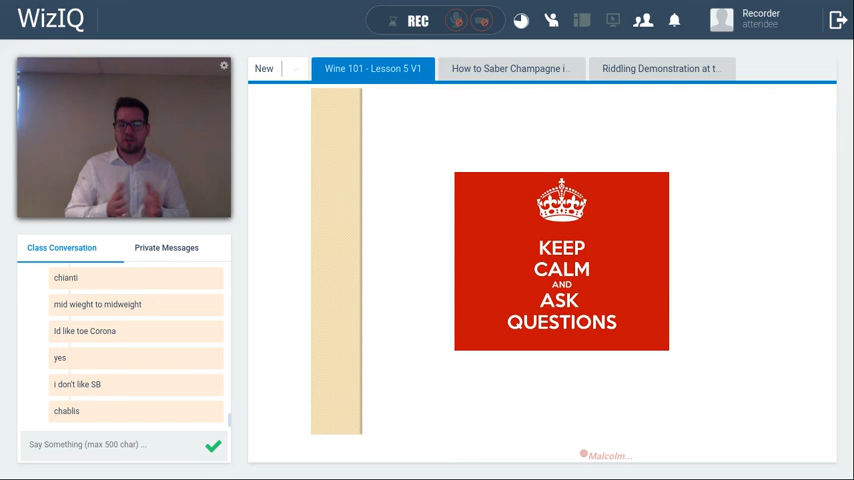 WizIQ
REC
Recorder
attendee
New
Wine 101 - Lesson 5 V1
How to Saber Champagne i...
Riddling Demonstration at t...
KEEP
CALM
AND
ASK
QUESTIONS
Malcolm...
Class Conversation
Private Messages
chianti
mid wieght to midweight
Id like toe Corona
yes
i don't like SB
chablis
Say Something (max 500 char) ...